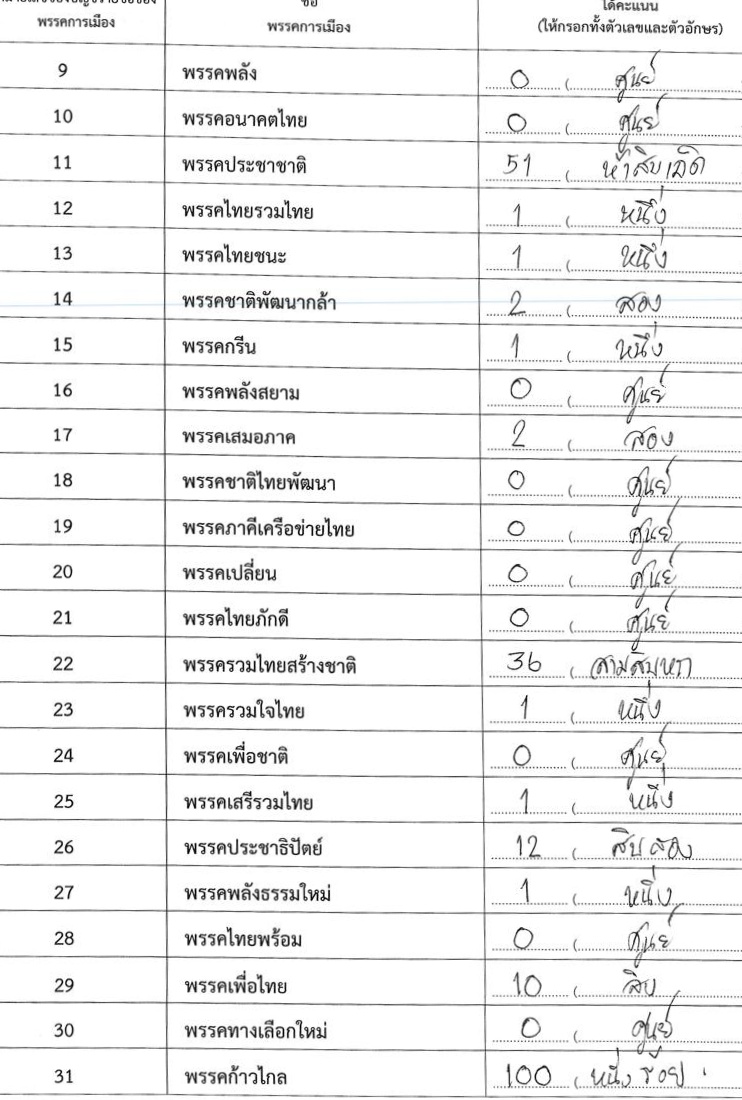 หมายเลขของบัญชีรายชื่อของ ชื่อ ได้คะแนน
พรรคการเมือง พรรคการเมือง (ให้กรอกทั้งตัวเลขและตัวอักษร)
9 พรรคพลัง 0 ( ศูนย์
10 พรรคอนาคตไทย 0 ( ศูนย์
11 พรรคประชาชาติ 51 ( ห้าสิบเอ็ด
12 พรรคไทยรวมไทย 1 ( หนึ่ง
13 พรรคไทยชนะ 1 ( หนึ่ง
14 พรรคชาติพัฒนากล้า 2 ( สอง
15 พรรคกรีน 1 ( หนึ่ง
16 พรรคพลังสยาม 0 ( ศูนย์
17 พรรคเสมอภาค 2 ( สอง
18 พรรคชาติไทยพัฒนา 0 ( ศูนย์
19 พรรคภาคีเครือข่ายไทย 0 ( ศูนย์
20 พรรคเปลี่ยน 0 ( ศูนย์
21 พรรคไทยภักดี 0 ( ศูนย์
22 พรรครวมไทยสร้างชาติ 36 ( สามสิบหก
23 พรรครวมใจไทย 1 ( หนึ่ง
24 พรรคเพื่อชาติ 0 ( ศูนย์
25 พรรคเสรีรวมไทย 1 ( หนึ่ง
26 พรรคประชาธิปัตย์ 12 ( สิบสอง
27 พรรคพลังธรรมใหม่ 1 ( หนึ่ง
28 พรรคไทยพร้อม 0 ( ศูนย์
29 พรรคเพื่อไทย 10 ( สิบ
30 พรรคทางเลือกใหม่ 0 ( ศูนย์
31 พรรคก้าวไกล 100 ( หนึ่งร้อย